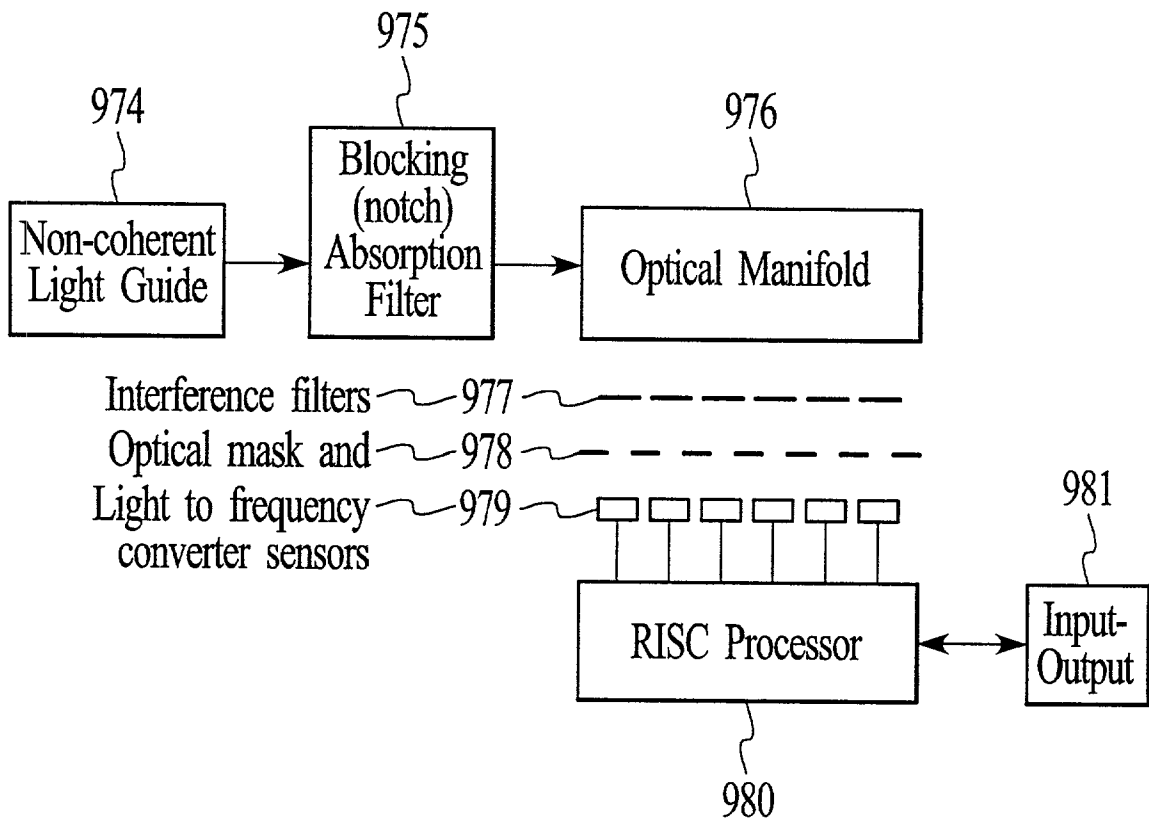 975
974
976
Non-coherent
Light Guide
Blocking
(notch)
Absorption
Filter
Optical Manifold
Interference filters 977
Optical mask and 978
Light to frequency 979
converter sensors
981
RISC Processor
Input-
Output
980